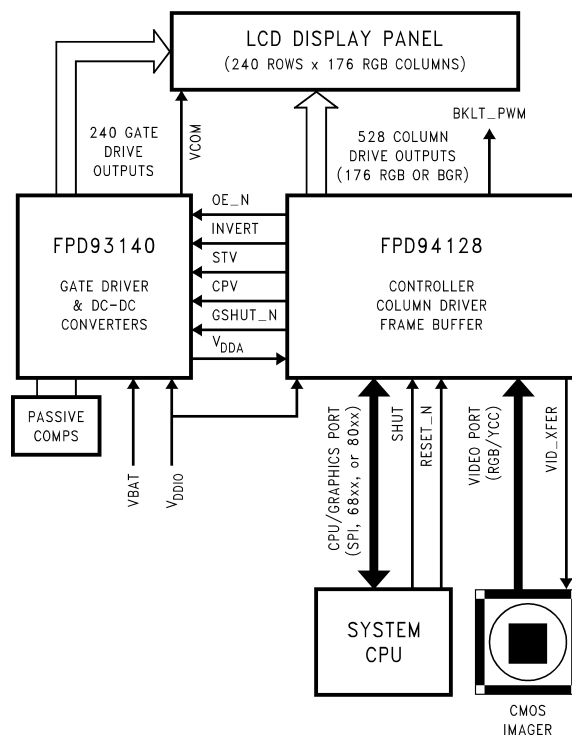 LCD DISPLAY PANEL
(240 ROWS x 176 RGB COLUMNS)
240 GATE
DRIVE
OUTPUTS
VCOM
528 COLUMN
DRIVE OUTPUTS
(176 RGB OR BGR)
BKLT_PWM
FPD93140
GATE DRIVER
& DC-DC
CONVERTERS
OE_N
INVERT
STV
CPV
GSHUT_N
VDDA
FPD94128
CONTROLLER
COLUMN DRIVER
FRAME BUFFER
PASSIVE
COMPS
VBAT
VDDIO
CPU/GRAPHICS PORT
(SPI, 68xx, or 80xx)
SHUT
RESET_N
VIDEO PORT
(RGB/YCC)
VID_XFER
SYSTEM
CPU
CMOS
IMAGER